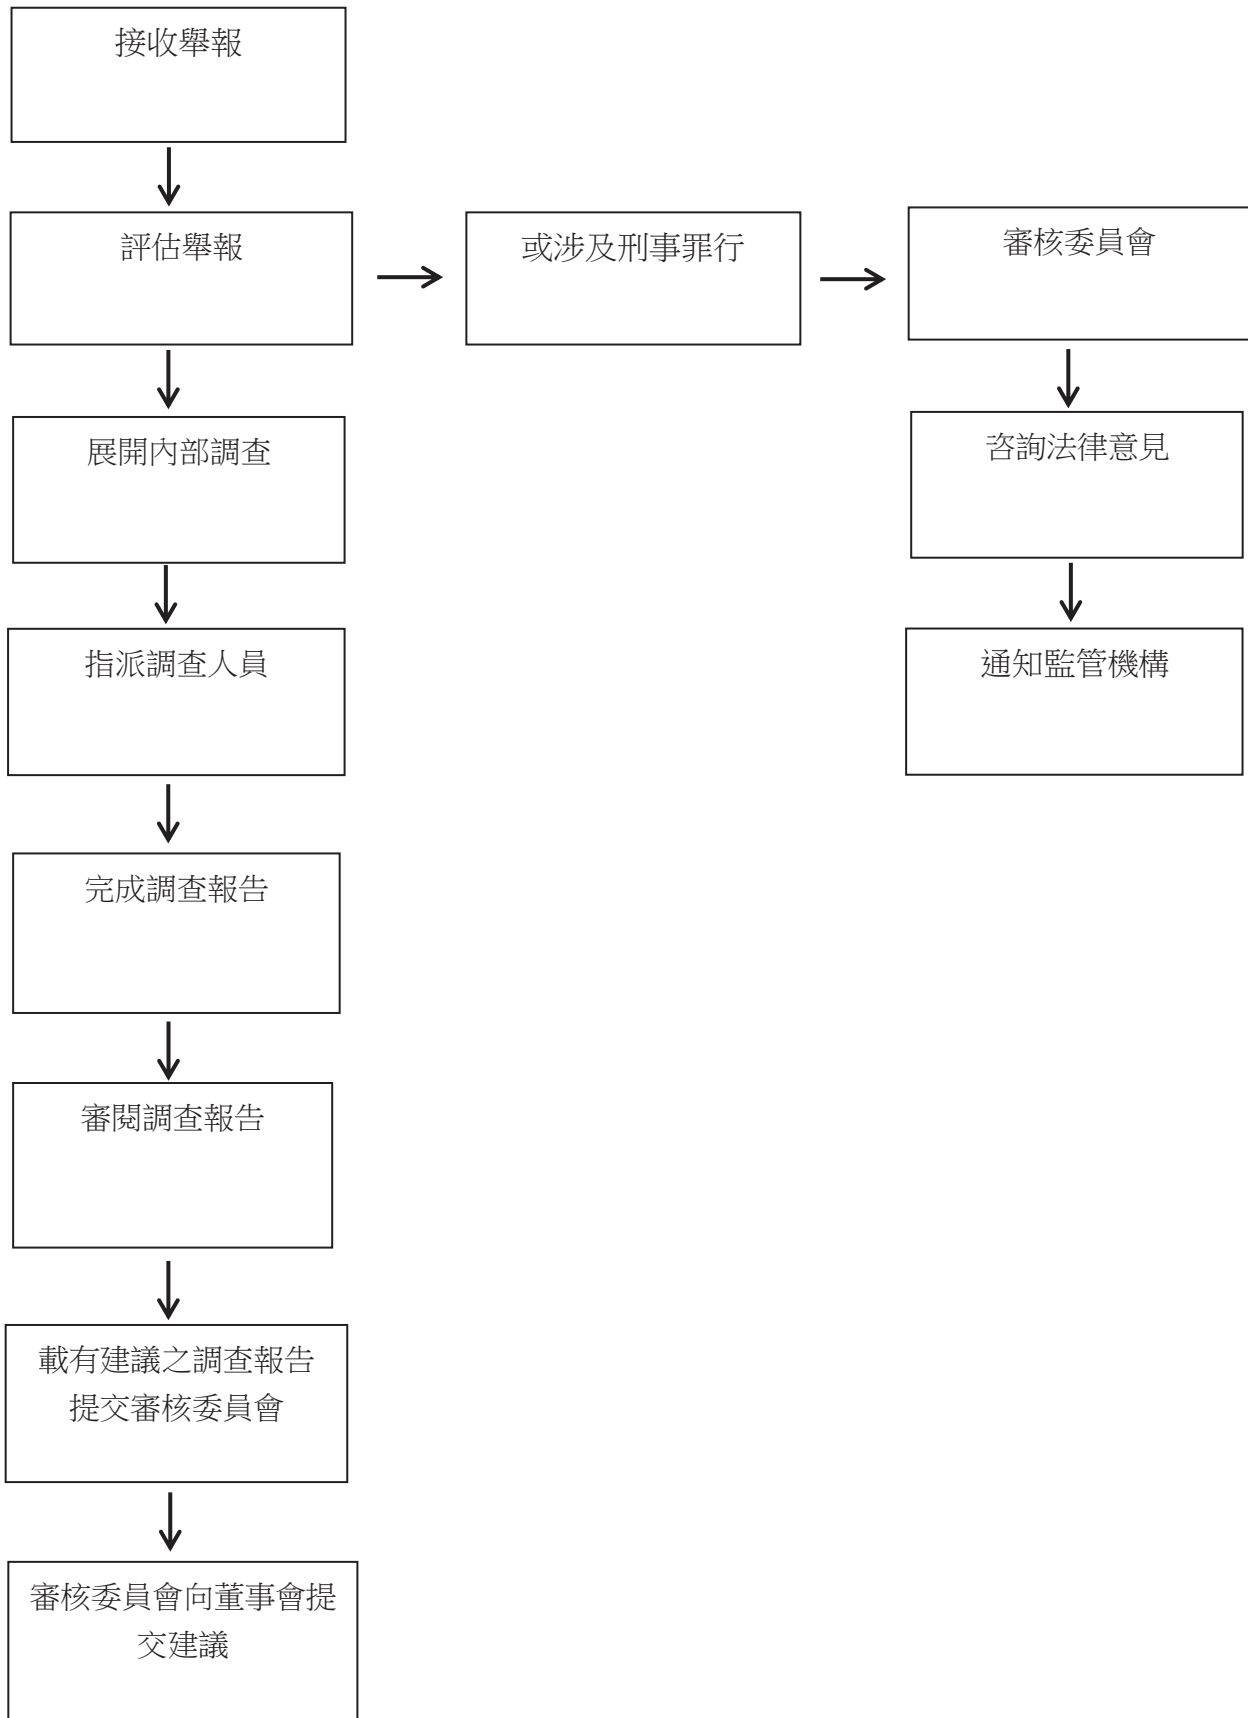 接收舉報
評估舉報
或涉及刑事罪行
審核委員會
展開內部調查
咨詢法律意見
指派調查人員
通知監管機構
完成調查報告
審閱調查報告
載有建議之調查報告
提交審核委員會
審核委員會向董事會提
交建議